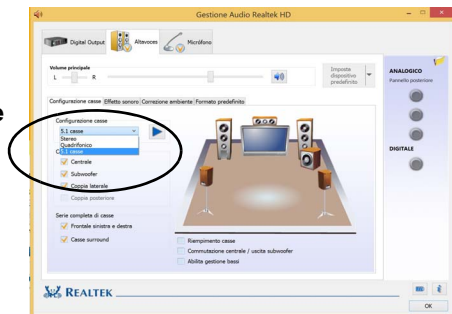 Gestione Audio Realtek HD
Digital Output
Altavoces
Micrófono
Volume principale
L
R
Imposta
dispositivo
predefinito
Configurazione casse
Effetto sonoro
Correzione ambiente
Formato predefinito
Configurazione casse
5.1 casse
Stereo
Quadrifonico
5.1 casse
Centrale
Subwoofer
Coppia laterale
Coppia posteriore
Serie completa di casse
Frontale sinistra e destra
Casse surround
Riempimento casse
Commutazione centrale / uscita subwoofer
Abilita gestione bassi
ANALOGICO
Pannello posteriore
DIGITALE
REALTEK
OK
e